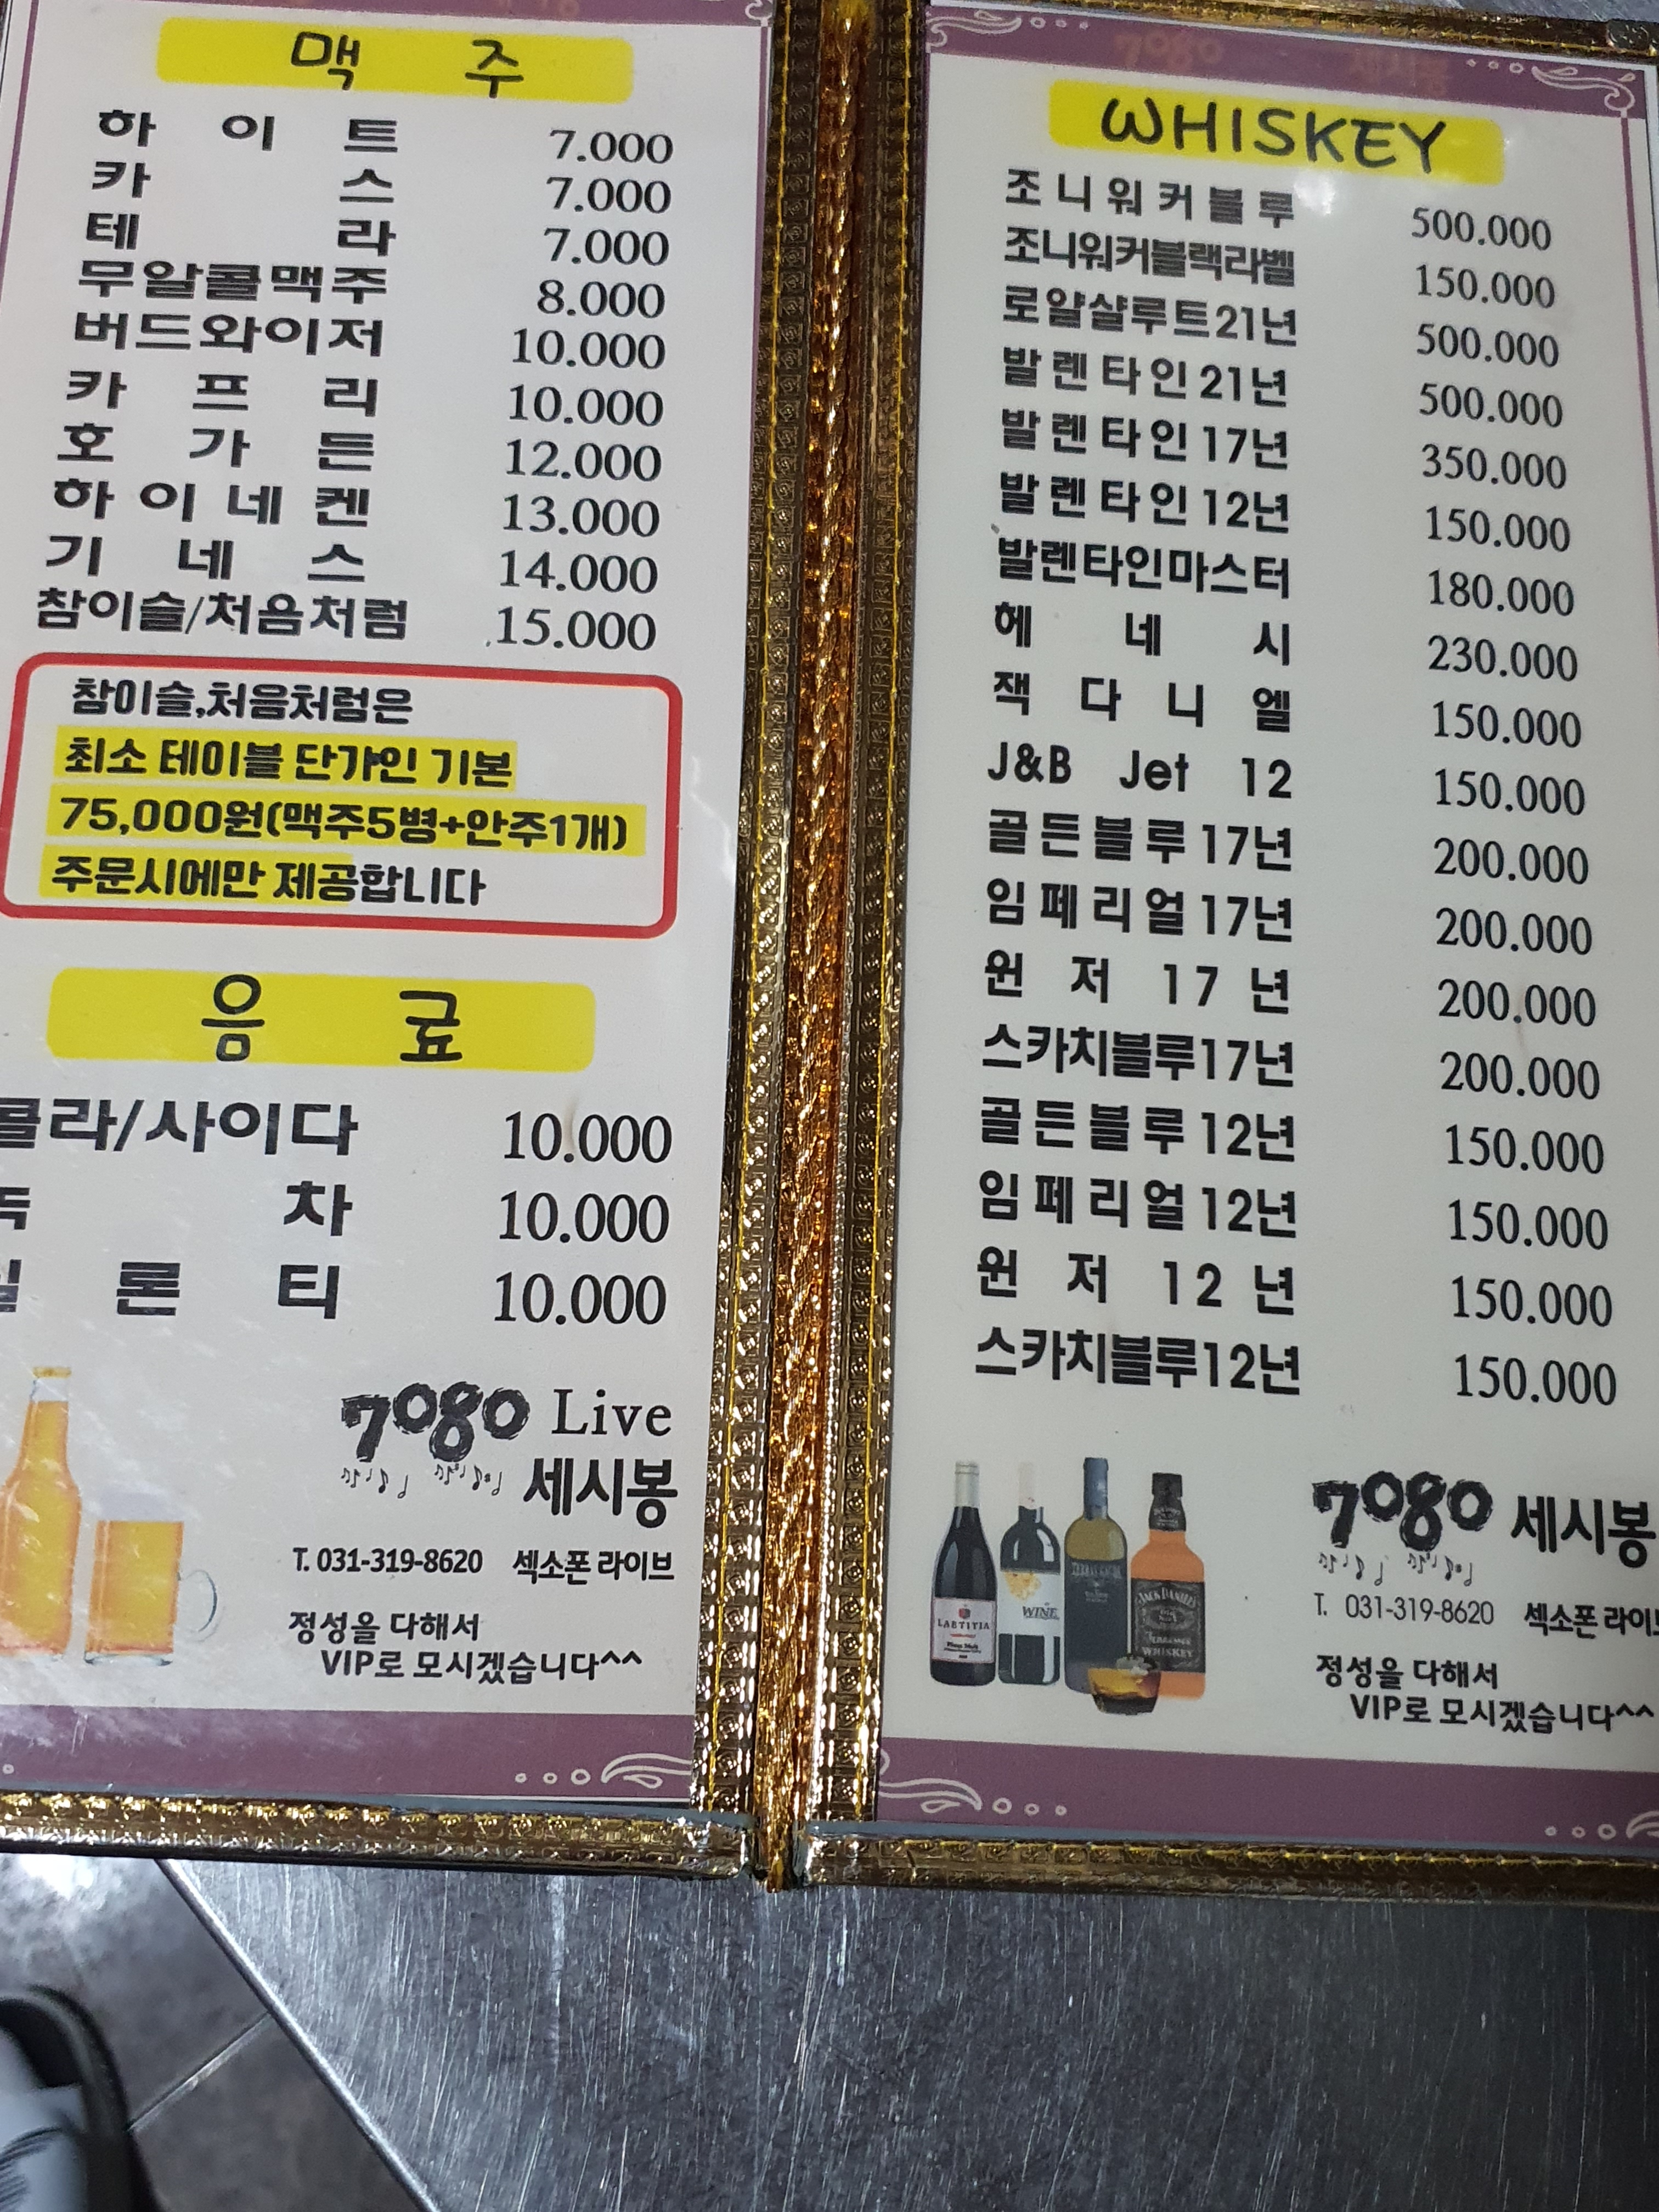 맥 주
하 이 트 7.000
카 스 7.000
테 라 7.000
무알콜맥주 8.000
버드와이저 10.000
카 프 리 10.000
호 가 든 12.000
하 이 네 켄 13.000
기 네 스 14.000
참이슬/처음처럼 15.000
참이슬,처음처럼은
최소 테이블 단가인 기본
75,000원(맥주5병+안주1개)
주문시에만 제공합니다
음 료
콜라/사이다 10.000
차 10.000
론 티 10.000
7080 Live
세시봉
T. 031-319-8620 섹소폰 라이브
정성을 다해서
VIP로 모시겠습니다^^
7080 세시봉
WHISKEY
조 니 워 커 블 루 500.000
조니워커블랙라벨 150.000
로얄샬루트21년 500.000
발 렌 타 인 21년 500.000
발 렌 타 인 17년 350.000
발 렌 타 인 12년 150.000
발렌타인마스터 180.000
헤 네 시 230.000
잭 다 니 엘 150.000
J&B Jet 12 150.000
골 든 블 루 17년 200.000
임 페 리 얼 17년 200.000
윈 저 17 년 200.000
스카치블루17년 200.000
골 든 블 루 12년 150.000
임 페 리 얼 12년 150.000
윈 저 12 년 150.000
스카치블루12년 150.000
LAETITIA
WINE
JACK DANIEL'S
Tennessee
WHISKEY
7080 세시봉
T. 031-319-8620 섹소폰 라이브
정성을 다해서
VIP로 모시겠습니다^^